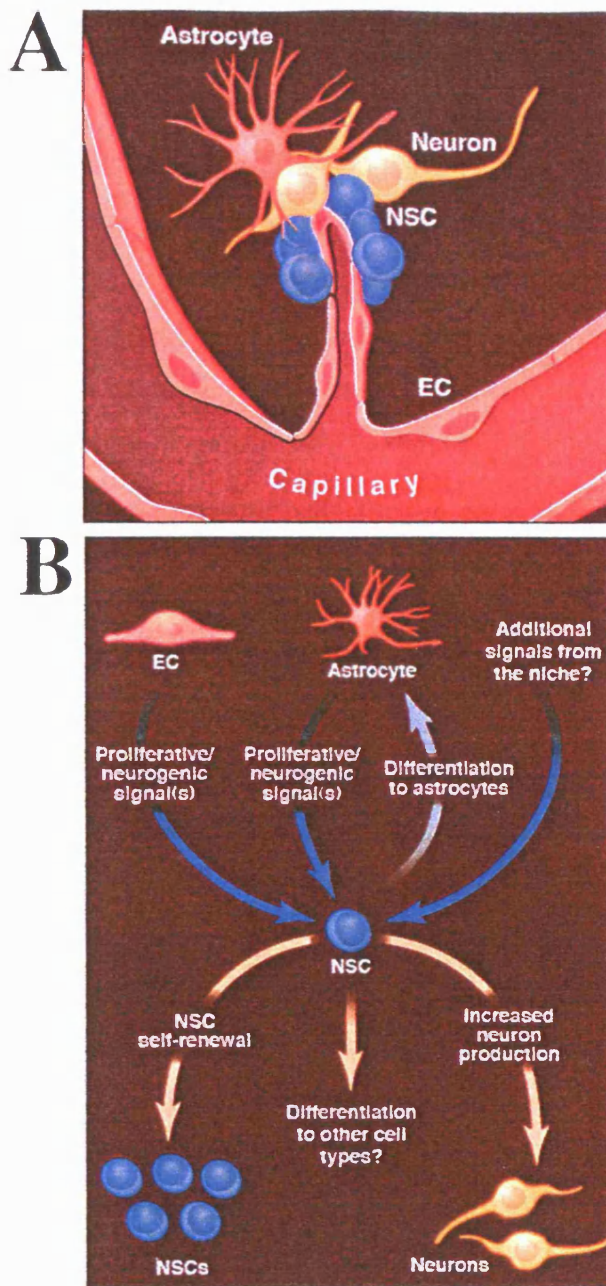 A
Astrocyte
Neuron
NSC
EC
Capillary
B
EC
Astrocyte
Additional
signals from
the niche?
Proliferative/
neurogenic
signal(s)
Proliferative/
neurogenic
signal(s)
Differentiation
to astrocytes
NSC
NSC
self-renewal
Increased
neuron
production
Differentiation
to other cell
types?
NSCs
Neurons